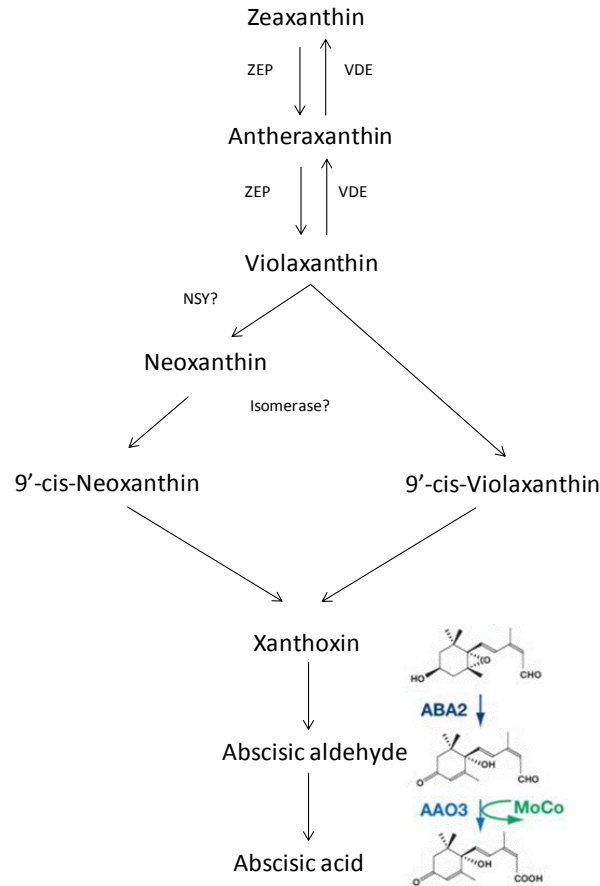 Zeaxanthin
ZEP VDE
Antheraxanthin
ZEP VDE
Violaxanthin
NSY?
Neoxanthin
Isomerase?
9’-cis-Neoxanthin 9’-cis-Violaxanthin
Xanthoxin
O
HO CHO
ABA2
Abscisic aldehyde
OH
O CHO
AAO3 MoCo
Abscisic acid
OH
O COOH